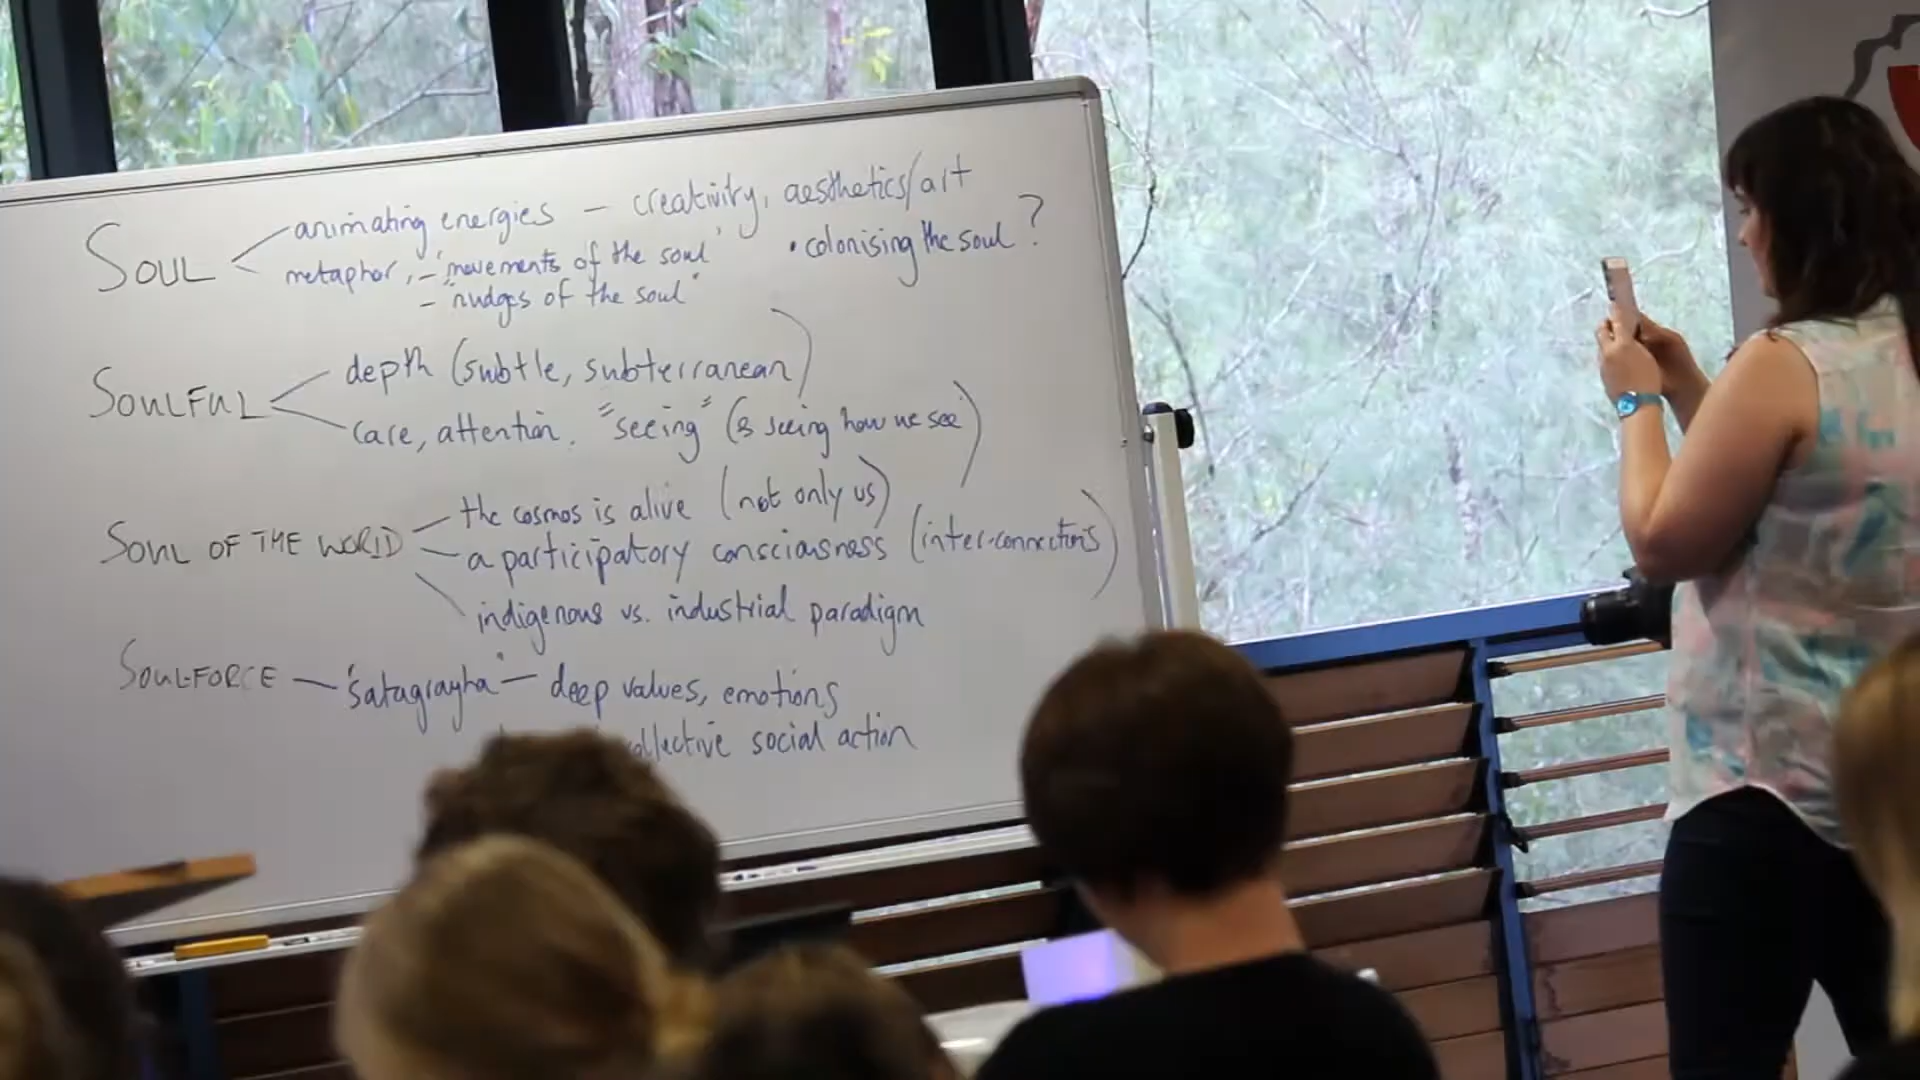 SOUL animating energies – creativity, aesthetics/art
metaphor, – 'movements of the soul' • colonising the soul?
– "nudges of the soul"
SOULFUL depth (subtle, subterranean)
care, attention, "seeing" (& seeing how we see)
SOUL OF THE WORLD the cosmos is alive (not only us)
a participatory consciousness (inter-connections)
indigenous vs. industrial paradigm
SOUL-FORCE – 'satagrayha' – deep values, emotions
collective social action